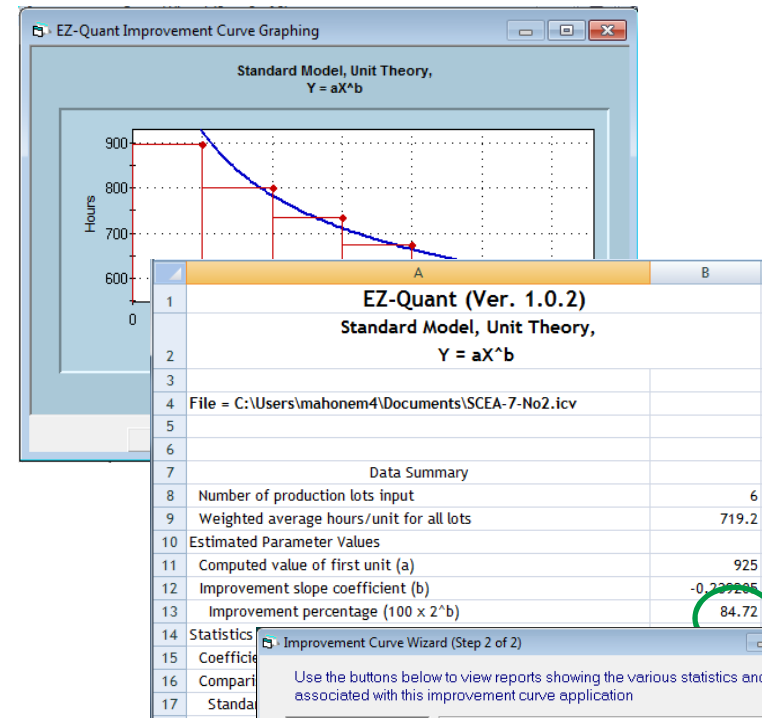 EZ-Quant Improvement Curve Graphing
Standard Model, Unit Theory,
Y = aX^b
900
800
Hours
700
600
0
A B
1 EZ-Quant (Ver. 1.0.2)
Standard Model, Unit Theory,
2 Y = aX^b
3
4 File = C:\Users\mahonem4\Documents\SCEA-7-No2.icv
5
6
7 Data Summary
8 Number of production lots input 6
9 Weighted average hours/unit for all lots 719.2
10 Estimated Parameter Values
11 Computed value of first unit (a) 925
12 Improvement slope coefficient (b) -0.239205
13 Improvement percentage (100 x 2^b) 84.72
14 Statistics
15 Coefficie
16 Compari
17 Standar
Improvement Curve Wizard (Step 2 of 2)
Use the buttons below to view reports showing the various statistics and
associated with this improvement curve application